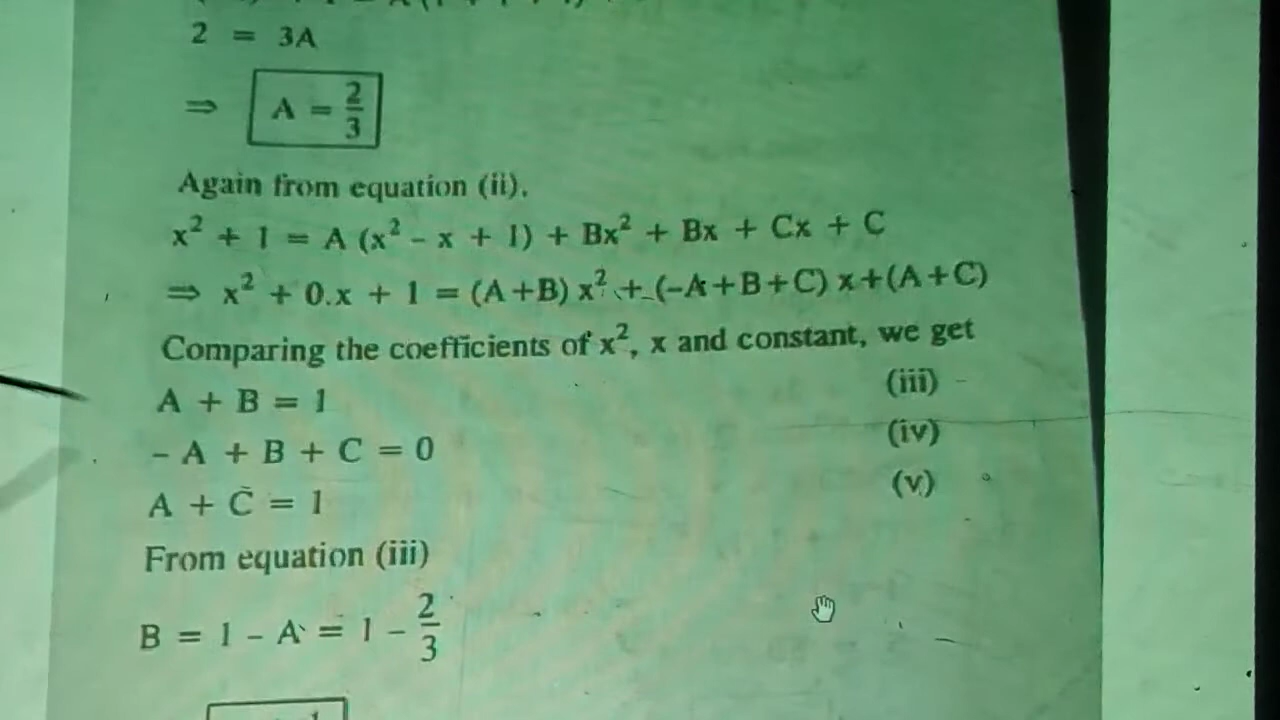 2 = 3A
⇒ A = 2/3
Again from equation (ii),
x² + 1 = A (x² - x + 1) + Bx² + Bx + Cx + C
⇒ x² + 0.x + 1 = (A+B) x² + (-A+B+C) x+(A+C)
Comparing the coefficients of x², x and constant, we get
A + B = 1 (iii)
- A + B + C = 0 (iv)
A + C = 1 (v)
From equation (iii)
B = 1 - A = 1 - 2/3